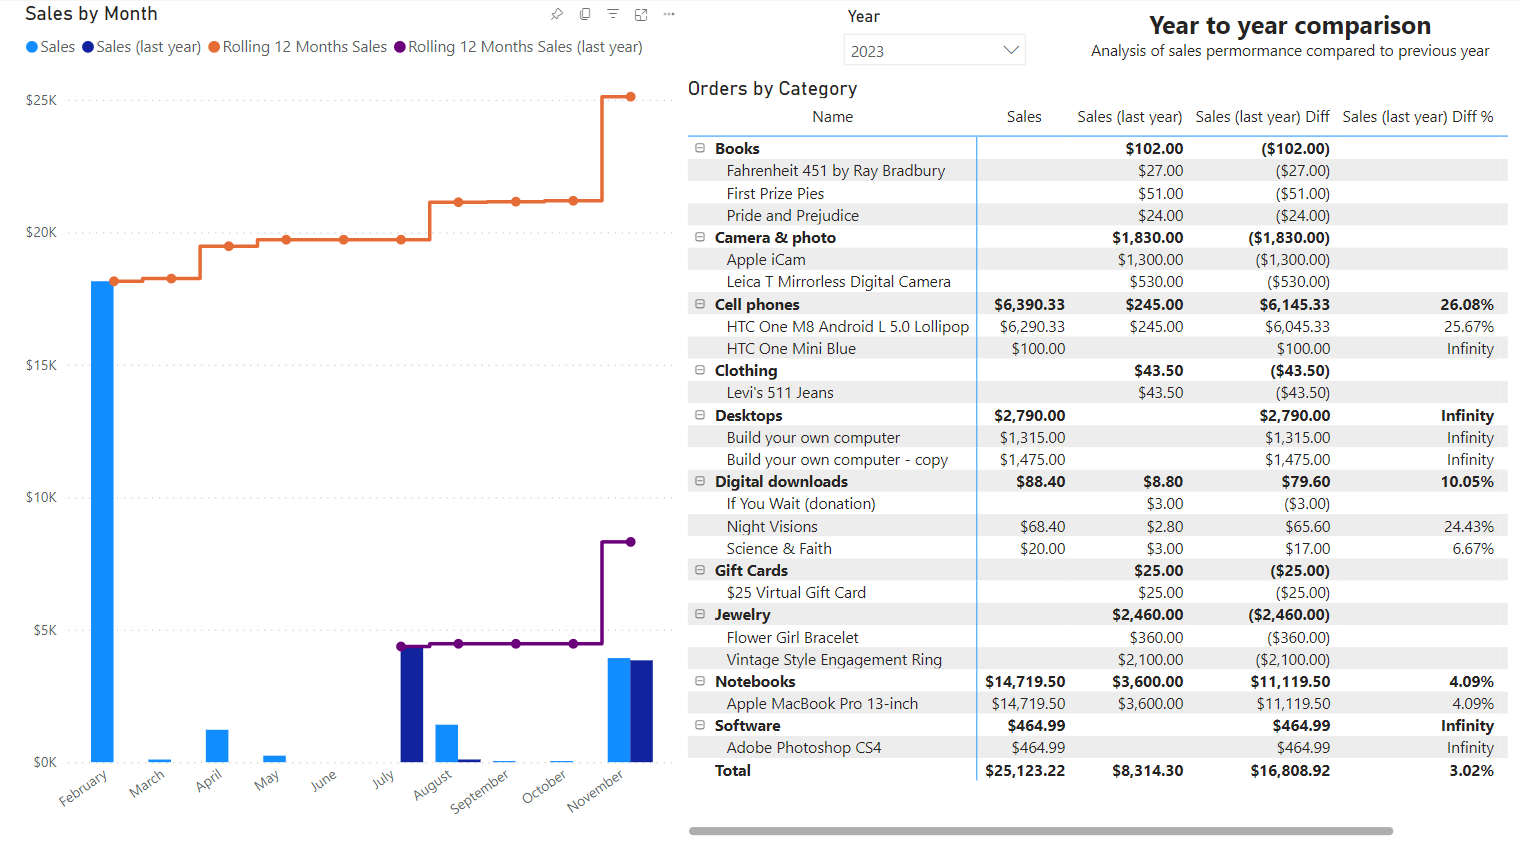 Sales by Month
Sales Sales (last year) Rolling 12 Months Sales Rolling 12 Months Sales (last year)
$25K
$20K
$15K
$10K
$5K
$0K
February March April May June July August September October November
Year
2023
Year to year comparison
Analysis of sales permormance compared to previous year
Orders by Category
Name Sales Sales (last year) Sales (last year) Diff Sales (last year) Diff %
Books $102.00 ($102.00)
Fahrenheit 451 by Ray Bradbury $27.00 ($27.00)
First Prize Pies $51.00 ($51.00)
Pride and Prejudice $24.00 ($24.00)
Camera & photo $1,830.00 ($1,830.00)
Apple iCam $1,300.00 ($1,300.00)
Leica T Mirrorless Digital Camera $530.00 ($530.00)
Cell phones $6,390.33 $245.00 $6,145.33 26.08%
HTC One M8 Android L 5.0 Lollipop $6,290.33 $245.00 $6,045.33 25.67%
HTC One Mini Blue $100.00 $100.00 Infinity
Clothing $43.50 ($43.50)
Levi's 511 Jeans $43.50 ($43.50)
Desktops $2,790.00 $2,790.00 Infinity
Build your own computer $1,315.00 $1,315.00 Infinity
Build your own computer - copy $1,475.00 $1,475.00 Infinity
Digital downloads $88.40 $8.80 $79.60 10.05%
If You Wait (donation) $3.00 ($3.00)
Night Visions $68.40 $2.80 $65.60 24.43%
Science & Faith $20.00 $3.00 $17.00 6.67%
Gift Cards $25.00 ($25.00)
$25 Virtual Gift Card $25.00 ($25.00)
Jewelry $2,460.00 ($2,460.00)
Flower Girl Bracelet $360.00 ($360.00)
Vintage Style Engagement Ring $2,100.00 ($2,100.00)
Notebooks $14,719.50 $3,600.00 $11,119.50 4.09%
Apple MacBook Pro 13-inch $14,719.50 $3,600.00 $11,119.50 4.09%
Software $464.99 $464.99 Infinity
Adobe Photoshop CS4 $464.99 $464.99 Infinity
Total $25,123.22 $8,314.30 $16,808.92 3.02%